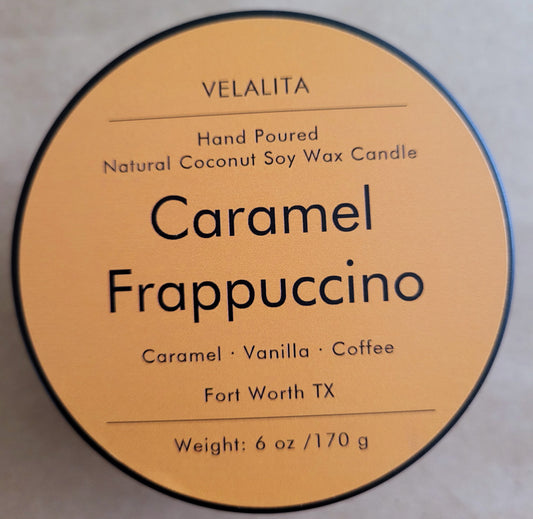 VELALITA
Hand Poured
Natural Coconut Soy Wax Candle
Caramel
Frappuccino
Caramel · Vanilla · Coffee
Fort Worth TX
Weight: 6 oz /170 g